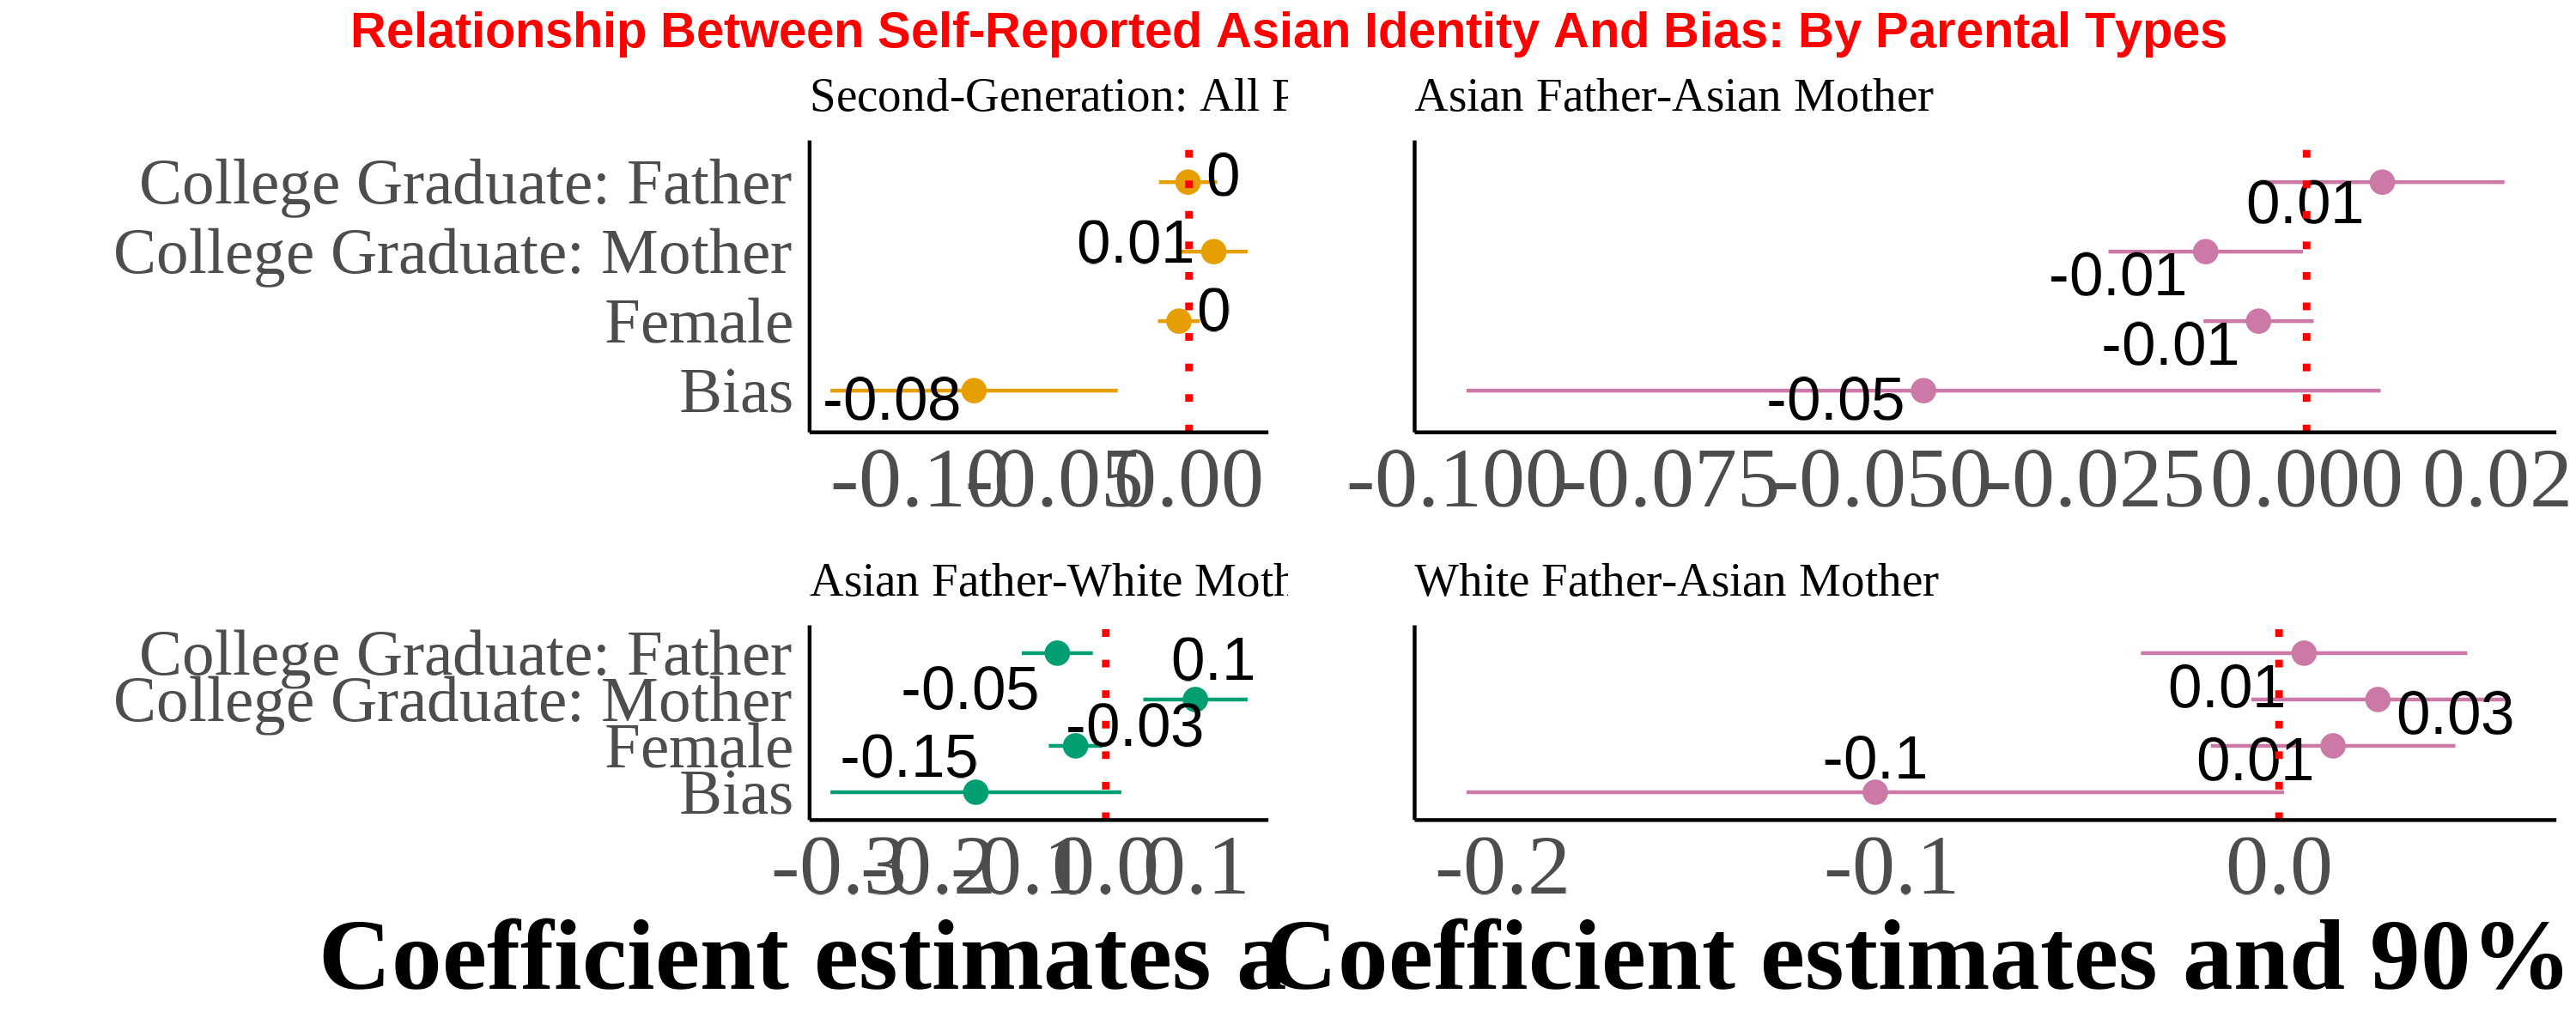 Relationship Between Self-Reported Asian Identity And Bias: By Parental Types
Second-Generation: All
College Graduate: Father
College Graduate: Mother
Female
Bias
0
0.01
0
-0.08
-0.10 -0.05 0.00
Asian Father-Asian Mother
0.01
-0.01
-0.01
-0.05
-0.100 -0.075 -0.050 -0.025 0.000 0.02
Asian Father-White Moth
College Graduate: Father
College Graduate: Mother
Female
Bias
-0.05
0.1
-0.03
-0.15
-0.3 -0.2 -0.1 0.0 0.1
Coefficient estimates a
White Father-Asian Mother
0.01
0.03
0.01
-0.1
-0.2 -0.1 0.0
Coefficient estimates and 90%